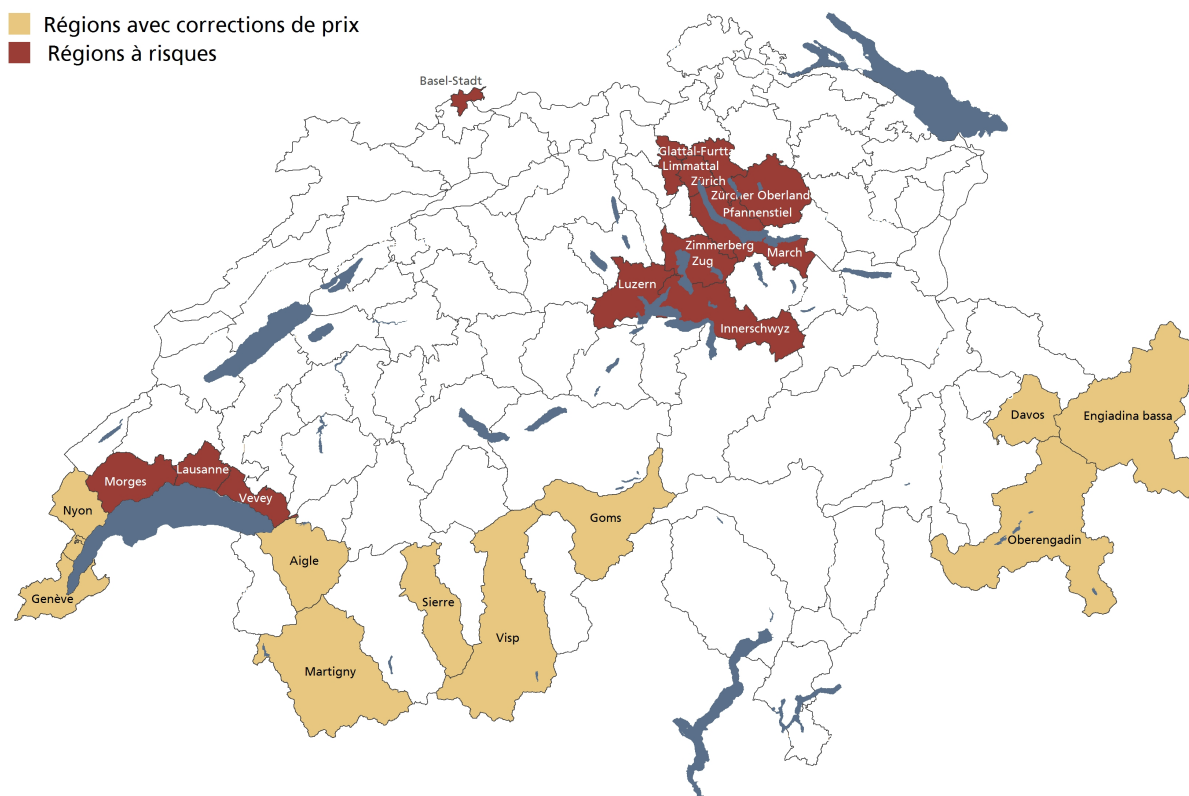 Régions avec corrections de prix
Régions à risques
Basel-Stadt
Glattal-Furtta
Limmattal
Zürich
Zürcher Oberland
Pfannenstiel
Zimmerberg
March
Zug
Luzern
Innerschwyz
Davos
Engiadina bassa
Lausanne
Morges
Vevey
Nyon
Goms
Oberengadin
Aigle
Genève
Sierre
Visp
Martigny